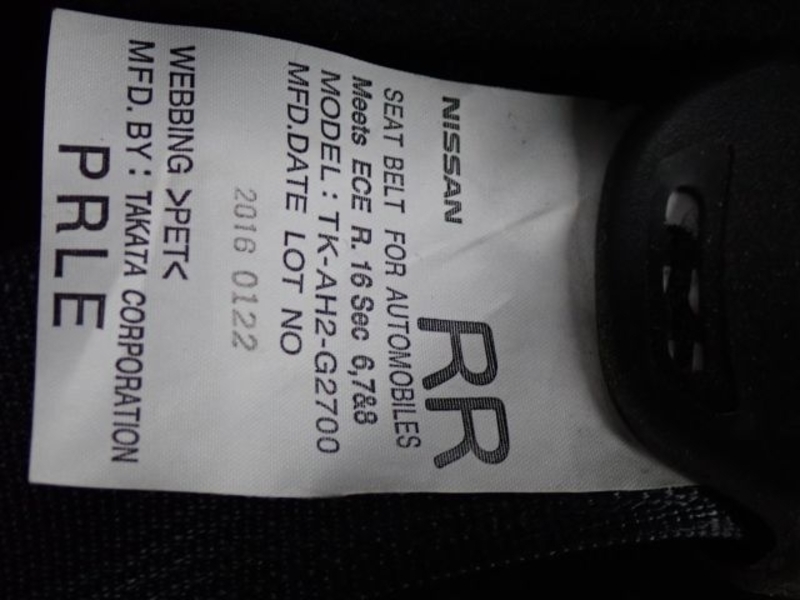 NISSAN
RR
SEAT BELT FOR AUTOMOBILES
Meets ECE R. 16 Sec 6,7&8
MODEL : TK-AH2-G2700
MFD.DATE LOT NO
2016 0122
WEBBING >PET<
MFD. BY : TAKATA CORPORATION
PRLE